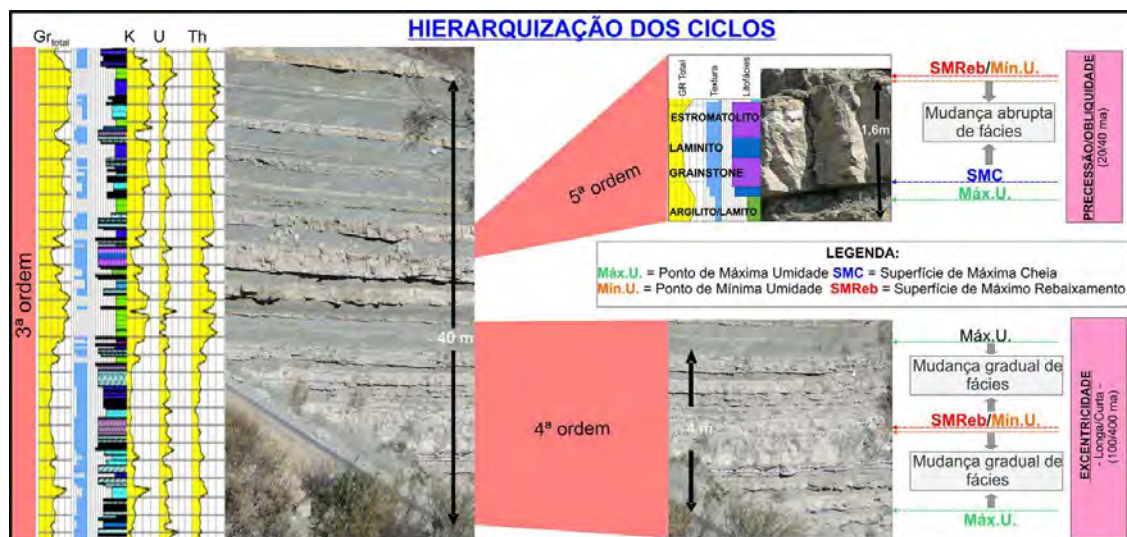 HIERARQUIZAÇÃO DOS CICLOS
Gr total K U Th
3ª ordem
40 m
5ª ordem
GR Total
Textura
Litofácies
ESTROMATOLITO
LAMINITO
GRAINSTONE
ARGILITO/LAMITO
1,6m
SMReb/Mín.U.
Mudança abrupta
de fácies
SMC
Máx.U.
PRECESSÃO/OBLIQUIDADE
(20/40 ma)
LEGENDA:
Máx.U. = Ponto de Máxima Umidade SMC = Superfície de Máxima Cheia
Mín.U. = Ponto de Mínima Umidade SMReb = Superfície de Máximo Rebaixamento
4ª ordem
4 m
Máx.U.
Mudança gradual de
fácies
SMReb/Mín.U.
Mudança gradual de
fácies
Máx.U.
EXCENTRICIDADE
- Longa/Curta -
(100/400 ma)